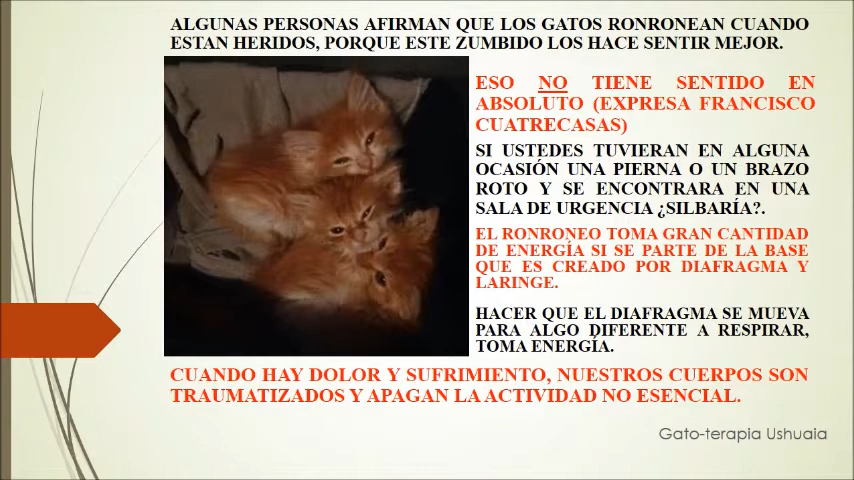 ALGUNAS PERSONAS AFIRMAN QUE LOS GATOS RONRONEAN CUANDO
ESTAN HERIDOS, PORQUE ESTE ZUMBIDO LOS HACE SENTIR MEJOR.
ESO NO TIENE SENTIDO EN
ABSOLUTO (EXPRESA FRANCISCO
CUATRECASAS)
SI USTEDES TUVIERAN EN ALGUNA
OCASIÓN UNA PIERNA O UN BRAZO
ROTO Y SE ENCONTRARA EN UNA
SALA DE URGENCIA ¿SILBARÍA?.
EL RONRONEO TOMA GRAN CANTIDAD
DE ENERGÍA SI SE PARTE DE LA BASE
QUE ES CREADO POR DIAFRAGMA Y
LARINGE.
HACER QUE EL DIAFRAGMA SE MUEVA
PARA ALGO DIFERENTE A RESPIRAR,
TOMA ENERGÍA.
CUANDO HAY DOLOR Y SUFRIMIENTO, NUESTROS CUERPOS SON
TRAUMATIZADOS Y APAGAN LA ACTIVIDAD NO ESENCIAL.
Gato-terapia Ushuaia